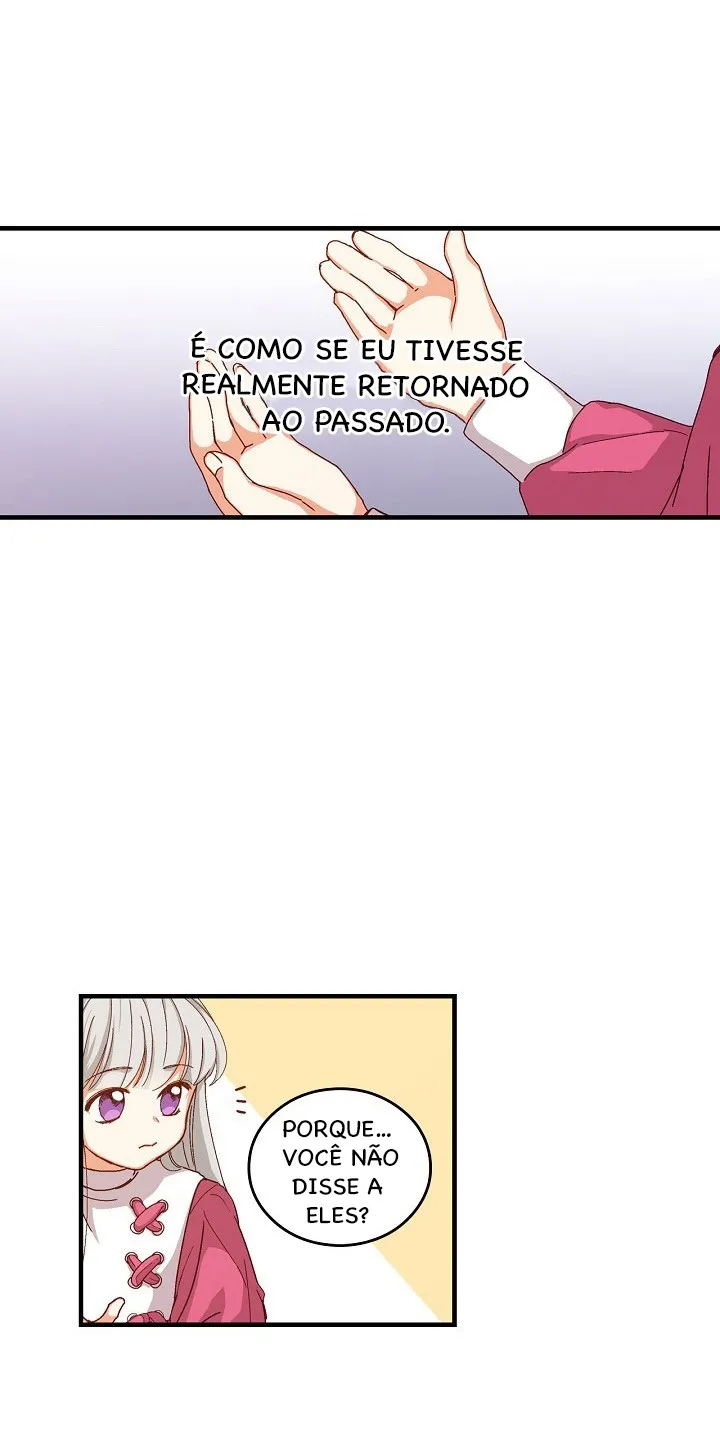 É COMO SE EU TIVESSE
REALMENTE RETORNADO
AO PASSADO.
PORQUE...
VOCÊ NÃO
DISSE A
ELES?